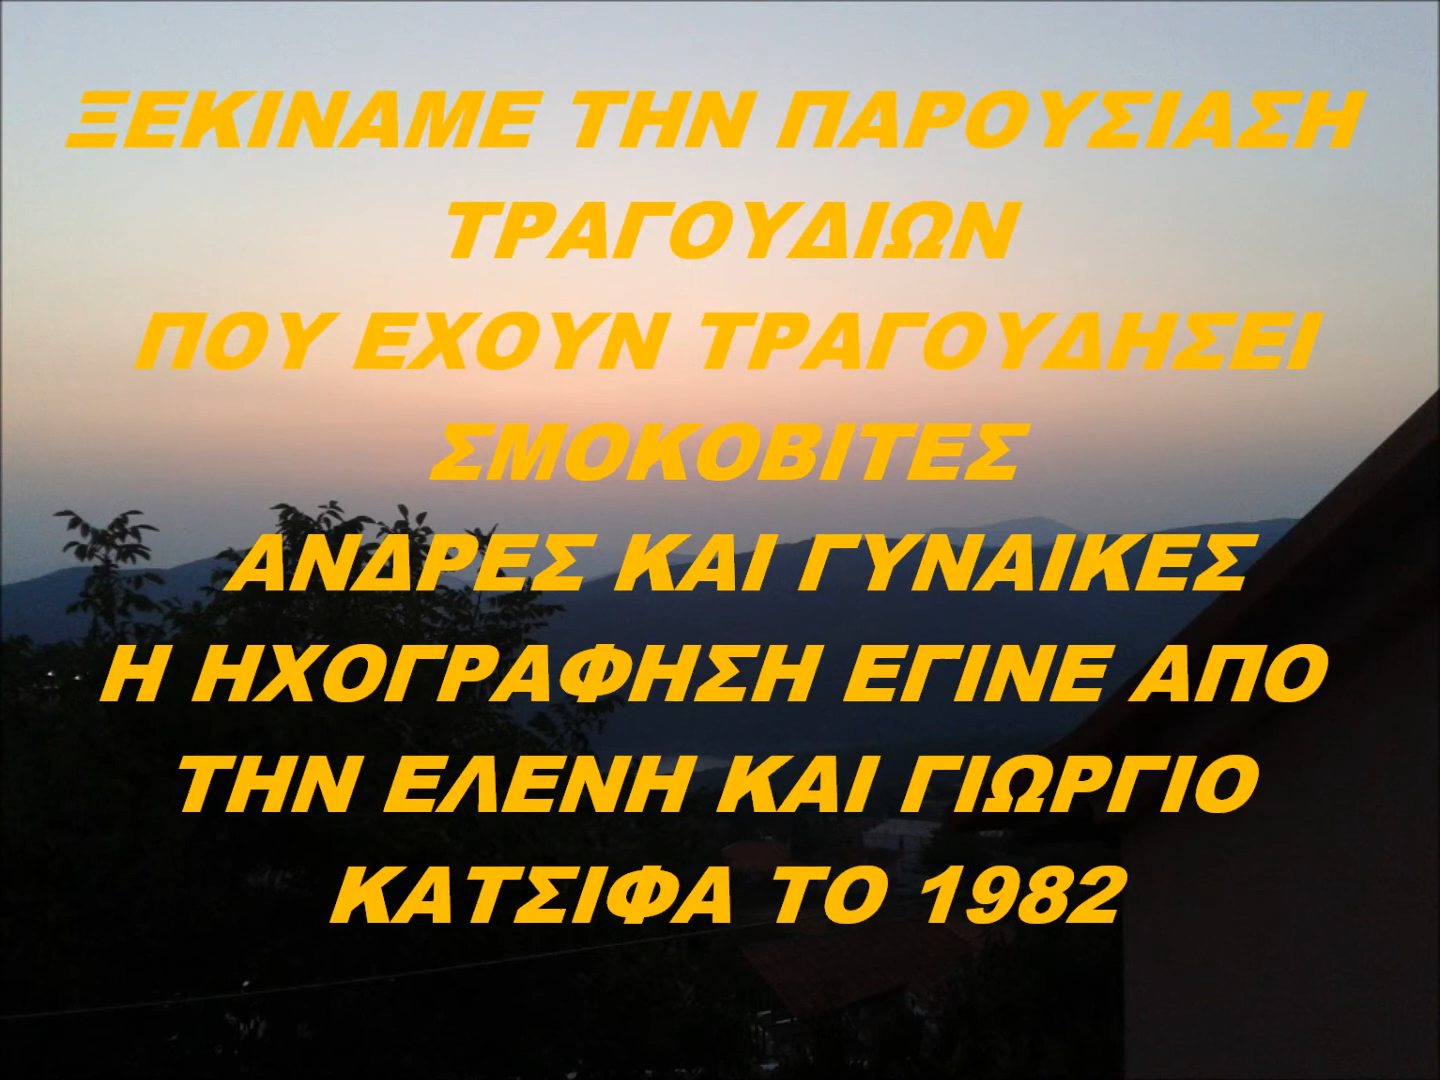 ΞΕΚΙΝΑΜΕ ΤΗΝ ΠΑΡΟΥΣΙΑΣΗ
ΤΡΑΓΟΥΔΙΩΝ
ΠΟΥ ΕΧΟΥΝ ΤΡΑΓΟΥΔΗΣΕΙ
ΣΜΟΚΟΒΙΤΕΣ
ΑΝΔΡΕΣ ΚΑΙ ΓΥΝΑΙΚΕΣ
Η ΗΧΟΓΡΑΦΗΣΗ ΕΓΙΝΕ ΑΠΟ
ΤΗΝ ΕΛΕΝΗ ΚΑΙ ΓΙΩΡΓΙΟ
ΚΑΤΣΙΦΑ ΤΟ 1982